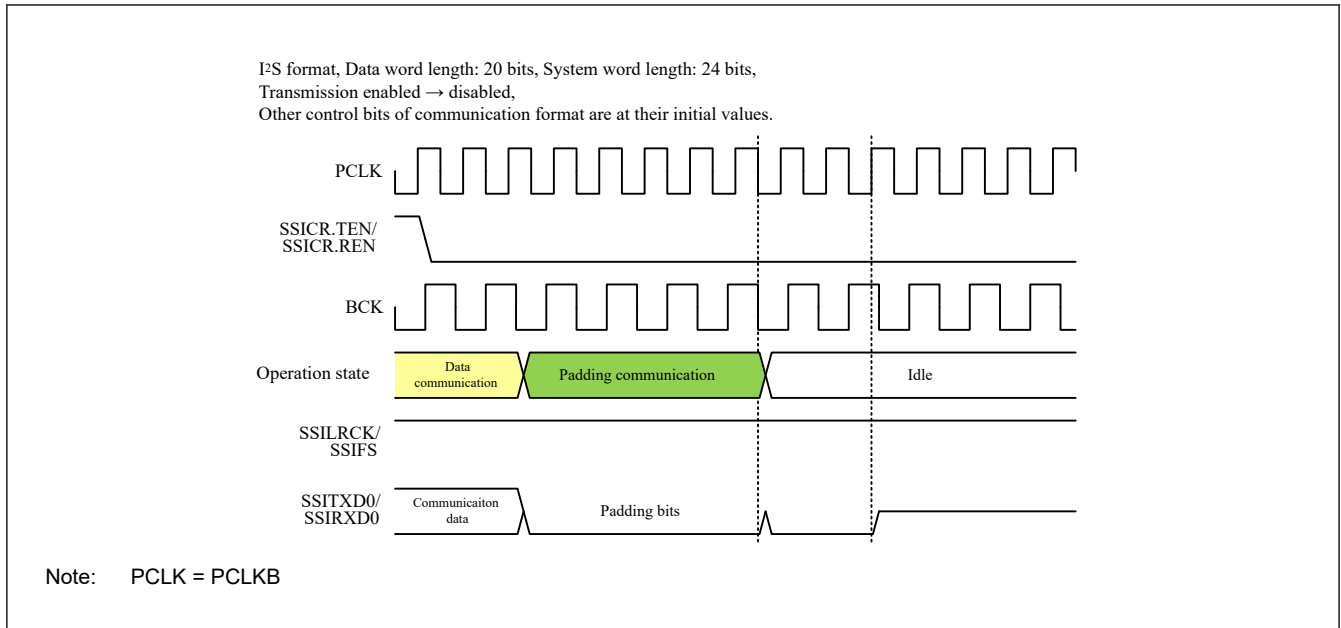 I2S format, Data word length: 20 bits, System word length: 24 bits,
Transmission enabled → disabled,
Other control bits of communication format are at their initial values.
PCLK
SSICR.TEN/
SSICR.REN
BCK
Operation state
Data
communication
Padding communication
Idle
SSILRCK/
SSIFS
SSITXD0/
SSIRXD0
Communicaiton
data
Padding bits
Note: PCLK = PCLKB